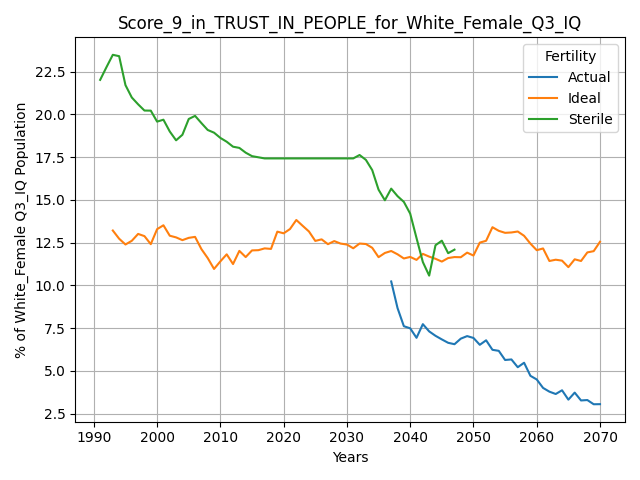 Score_9_in_TRUST_IN_PEOPLE_for_White_Female_Q3_IQ
Fertility
Actual
Ideal
Sterile
% of White_Female Q3_IQ Population
22.5
20.0
17.5
15.0
12.5
10.0
7.5
5.0
2.5
1990 2000 2010 2020 2030 2040 2050 2060 2070
Years